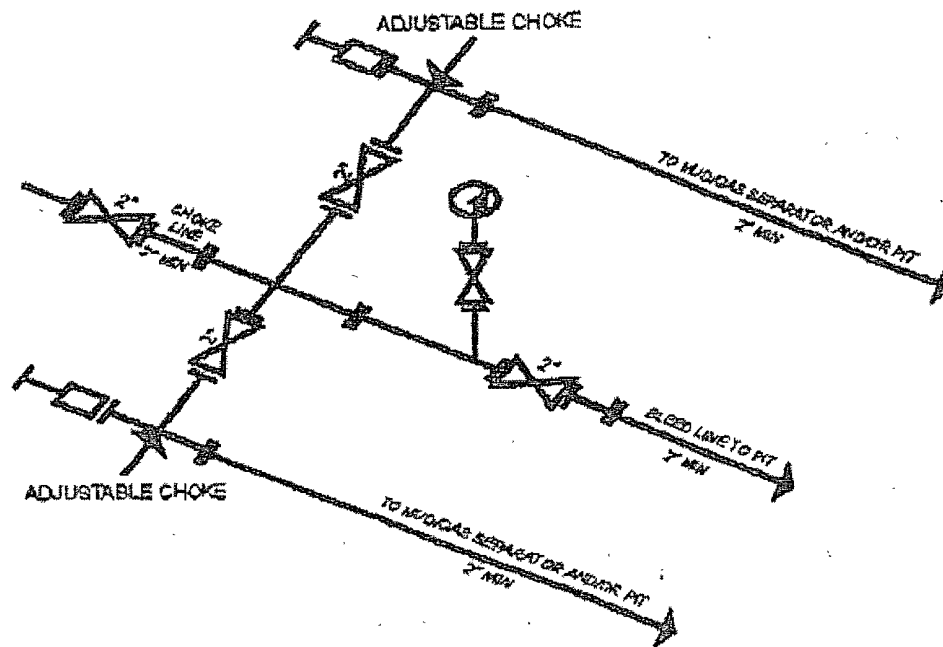 ADJUSTABLE CHOKE
TO MUD/GAS SEPARATOR AND/OR PIT
2" MIN
2"
2"
CHOKE
LINE
2" MIN
2"
2"
BLEED LINE TO PIT
2" MIN
ADJUSTABLE CHOKE
TO MUD/GAS SEPARATOR AND/OR PIT
2" MIN